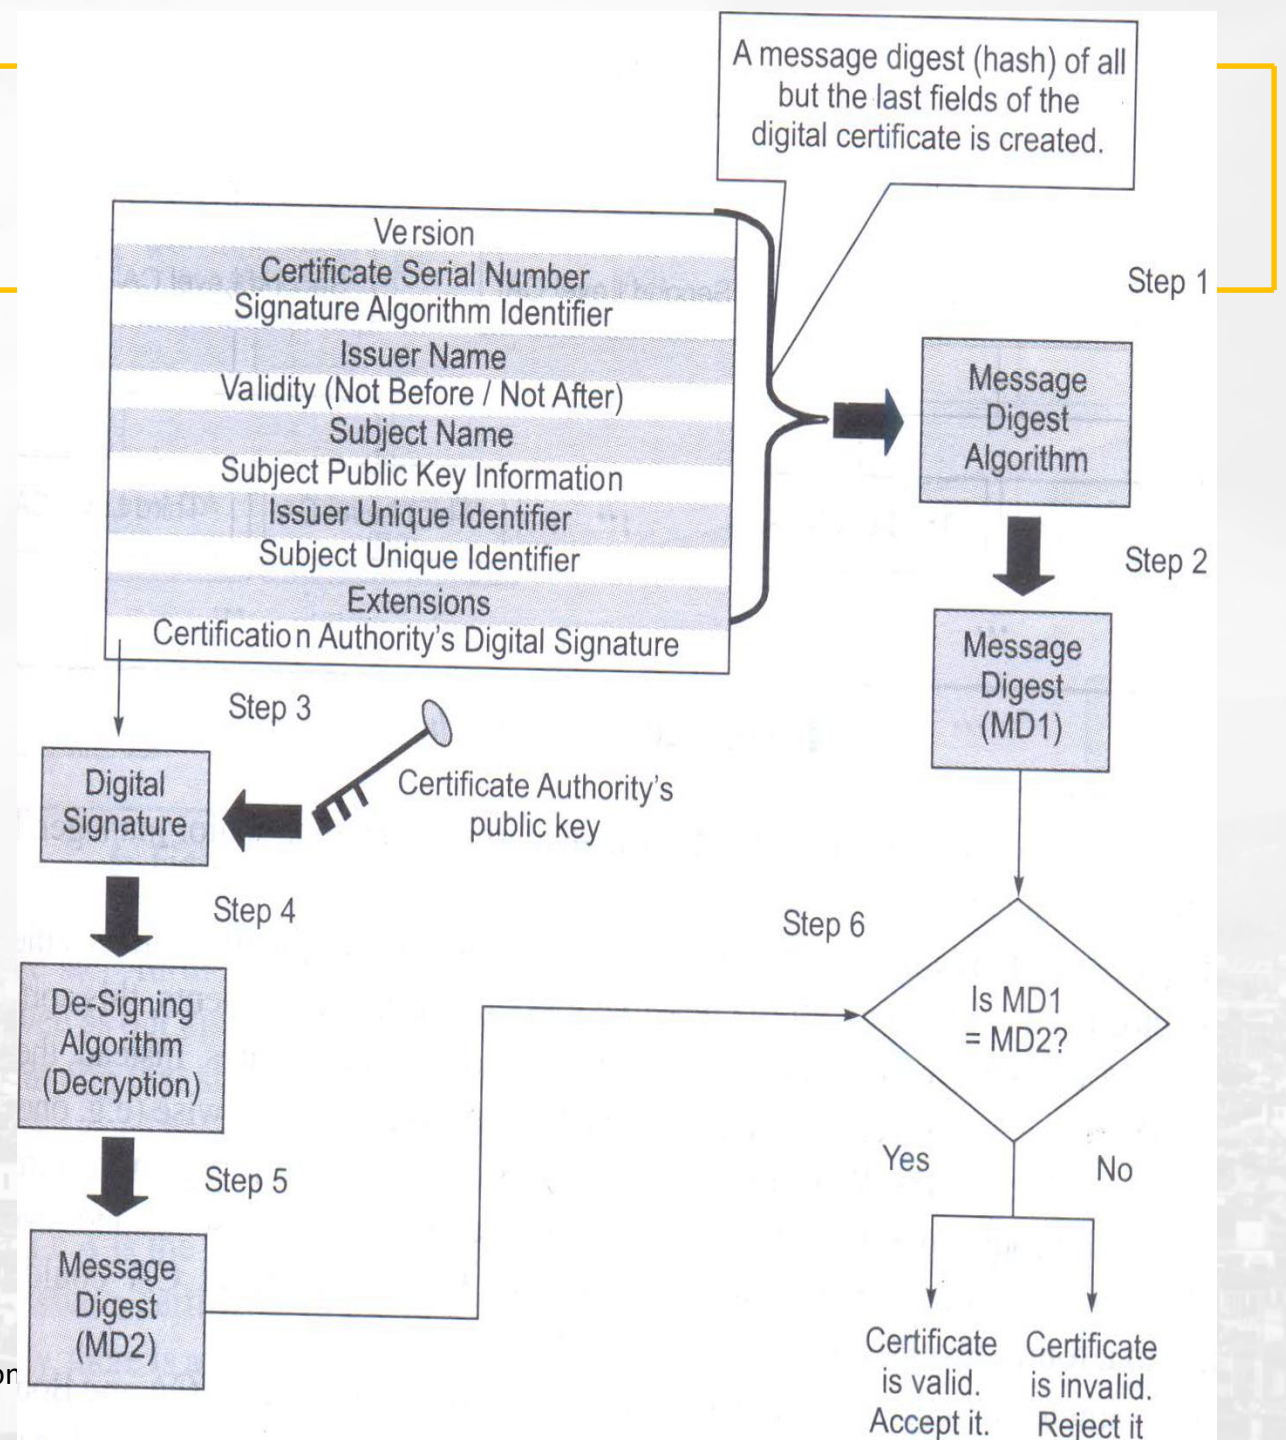 A message digest (hash) of all
but the last fields of the
digital certificate is created.
Version
Certificate Serial Number
Signature Algorithm Identifier
Issuer Name
Validity (Not Before / Not After)
Subject Name
Subject Public Key Information
Issuer Unique Identifier
Subject Unique Identifier
Extensions
Certification Authority's Digital Signature
Step 1
Message
Digest
Algorithm
Step 2
Message
Digest
(MD1)
Step 3
Digital
Signature
Certificate Authority's
public key
Step 4
De-Signing
Algorithm
(Decryption)
Step 5
Message
Digest
(MD2)
Step 6
Is MD1
= MD2?
Yes
No
Certificate
is valid.
Accept it.
Certificate
is invalid.
Reject it